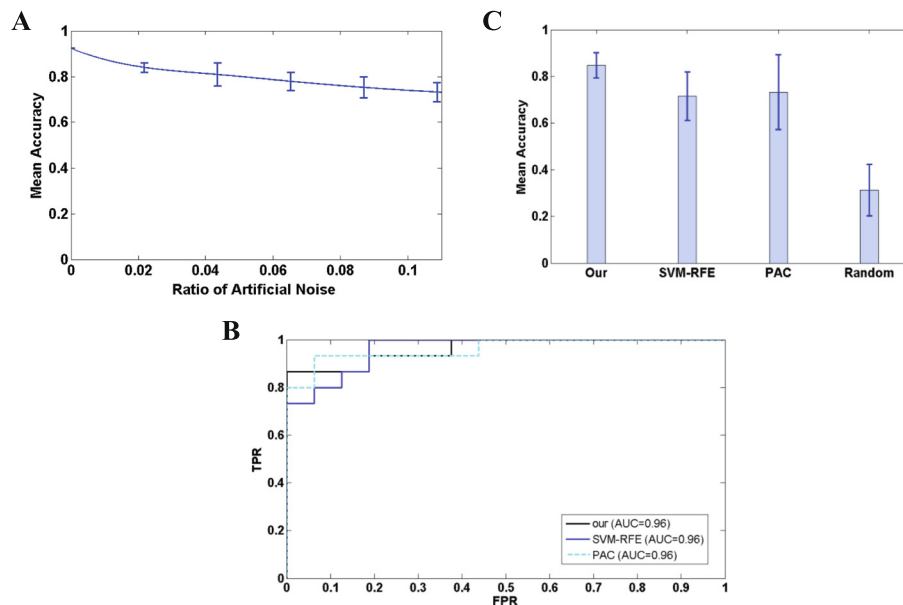 A
1
0.8
0.6
0.4
0.2
0
Mean Accuracy
0 0.02 0.04 0.06 0.08 0.1
Ratio of Artificial Noise
C
1
0.8
0.6
0.4
0.2
0
Mean Accuracy
Our SVM-RFE PAC Random
B
1
0.8
0.6
0.4
0.2
0
TPR
our (AUC=0.96)
SVM-RFE (AUC=0.96)
PAC (AUC=0.96)
0 0.1 0.2 0.3 0.4 0.5 0.6 0.7 0.8 0.9 1
FPR